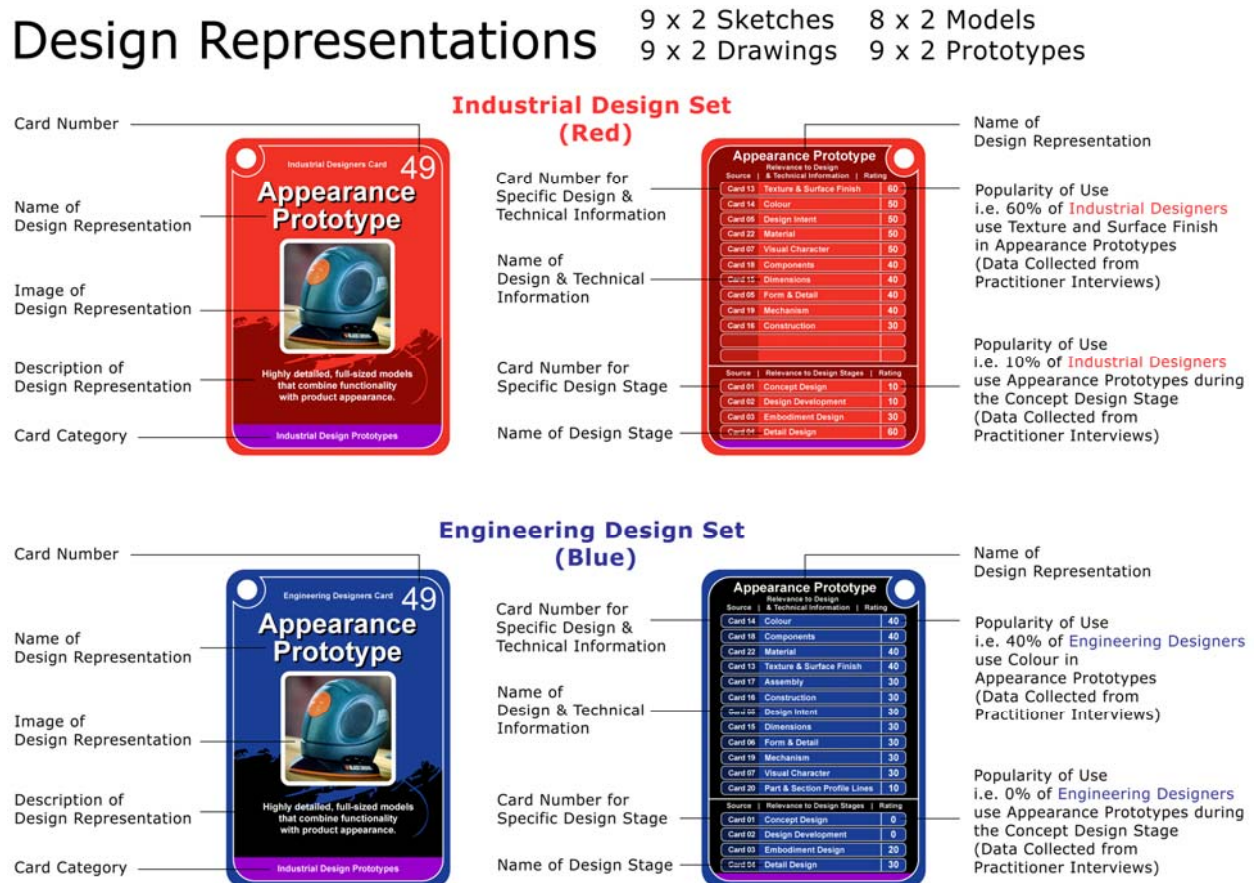 Design Representations
9 x 2 Sketches 8 x 2 Models
9 x 2 Drawings 9 x 2 Prototypes
Industrial Design Set
(Red)
Card Number
Name of
Design Representation
Image of
Design Representation
Description of
Design Representation
Card Category
Industrial Designers Card 49
Appearance
Prototype
Highly detailed, full-sized models
that combine functionality
with product appearance.
Industrial Design Prototypes
Card Number for
Specific Design &
Technical Information
Name of
Design & Technical
Information
Card Number for
Specific Design Stage
Name of Design Stage
Appearance Prototype
Relevance to Design
Source | & Technical Information | Rating
Card 13 Texture & Surface Finish 60
Card 14 Colour 50
Card 05 Design Intent 50
Card 22 Material 50
Card 07 Visual Character 50
Card 19 Components 40
Card 15 Dimensions 40
Card 05 Form & Detail 40
Card 19 Mechanism 40
Card 16 Construction 30
Source | Relevance to Design Stages | Rating
Card 01 Concept Design 10
Card 02 Design Development 10
Card 03 Embodiment Design 30
Card 04 Detail Design 60
Name of
Design Representation
Popularity of Use
i.e. 60% of Industrial Designers
use Texture and Surface Finish
in Appearance Prototypes
(Data Collected from
Practitioner Interviews)
Popularity of Use
i.e. 10% of Industrial Designers
use Appearance Prototypes during
the Concept Design Stage
(Data Collected from
Practitioner Interviews)
Engineering Design Set
(Blue)
Card Number
Name of
Design Representation
Image of
Design Representation
Description of
Design Representation
Card Category
Engineering Designers Card 49
Appearance
Prototype
Highly detailed, full-sized models
that combine functionality
with product appearance.
Industrial Design Prototypes
Card Number for
Specific Design &
Technical Information
Name of
Design & Technical
Information
Card Number for
Specific Design Stage
Name of Design Stage
Appearance Prototype
Relevance to Design
Source | & Technical Information | Rating
Card 14 Colour 40
Card 18 Components 40
Card 22 Material 40
Card 13 Texture & Surface Finish 40
Card 17 Assembly 30
Card 16 Construction 30
Card Design Intent 30
Card 15 Dimensions 30
Card 06 Form & Detail 30
Card 19 Mechanism 30
Card 07 Visual Character 30
Card 20 Part & Section Profile Lines 10
Source | Relevance to Design Stages | Rating
Card 01 Concept Design 0
Card 02 Design Development 0
Card 03 Embodiment Design 20
Card 04 Detail Design 30
Name of
Design Representation
Popularity of Use
i.e. 40% of Engineering Designers
use Colour in
Appearance Prototypes
(Data Collected from
Practitioner Interviews)
Popularity of Use
i.e. 0% of Engineering Designers
use Appearance Prototypes during
the Concept Design Stage
(Data Collected from
Practitioner Interviews)